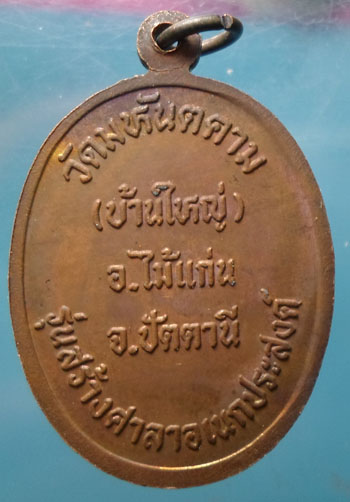 วัดมหันตคาม
(บ้านใหญ่)
อ.ไม้แก่น
จ.ปัตตานี
รุ่นสร้างศาลาอเนกประสงค์